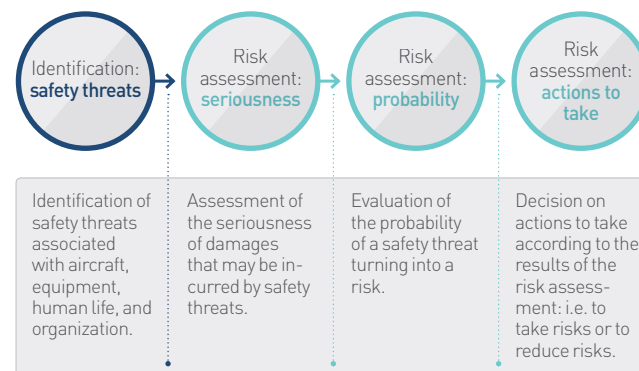 Identification:
safety threats
Risk
assessment:
seriousness
Risk
assessment:
probability
Risk
assessment:
actions to
take
Identification of
safety threats
associated
with aircraft,
equipment,
human life, and
organization.
Assessment of
the seriousness
of damages
that may be in-
curred by safety
threats.
Evaluation of
the probability
of a safety threat
turning into a
risk.
Decision on
actions to take
according to the
results of the
risk assess-
ment: i.e. to
take risks or to
reduce risks.